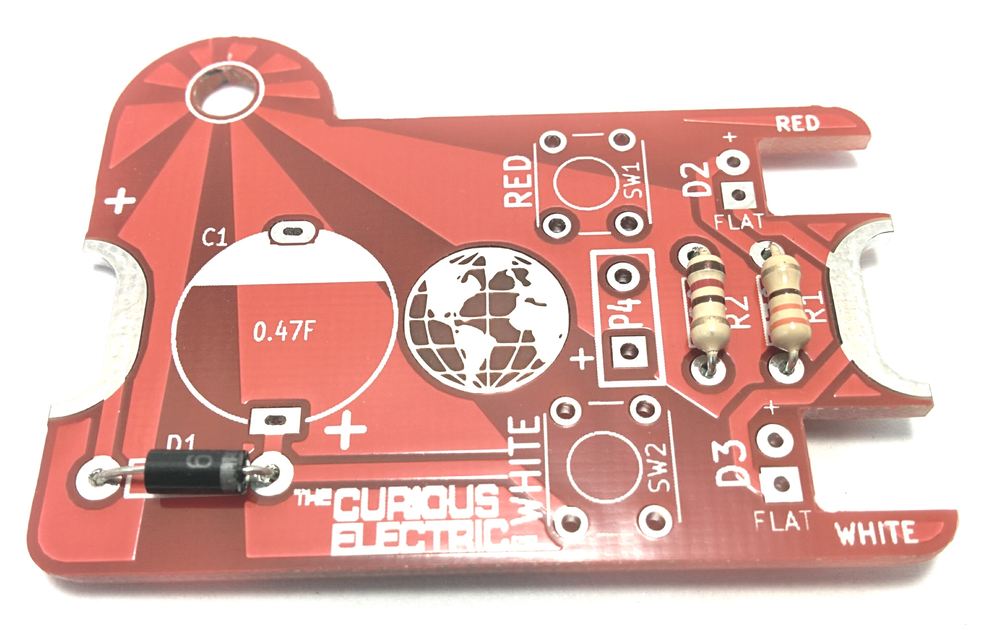 RED
+
+
RED
SW1
D2
FLAT
C1
0.47F
P4
+
R2
R1
+
+
WHITE
SW2
D1
9
D3
FLAT
THE CURIOUS
ELECTRIC
WHITE